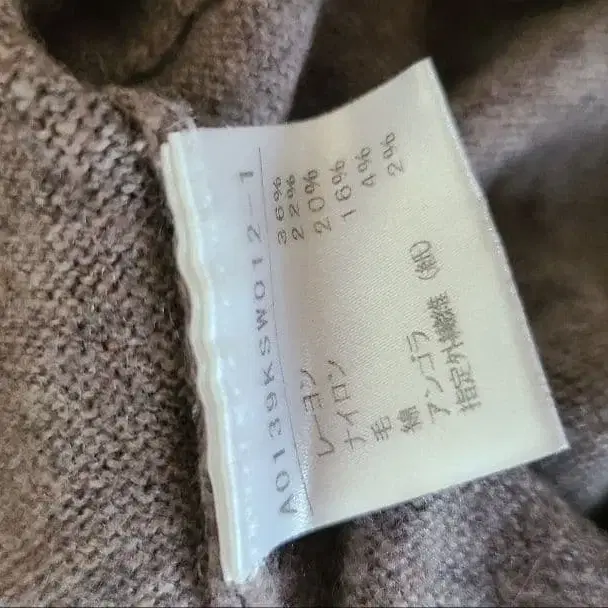 A0139KSW012-1
レーヨン 36%
ナイロン 22%
毛 20%
綿 16%
アンゴラ 4%
指定外繊維(紙) 2%